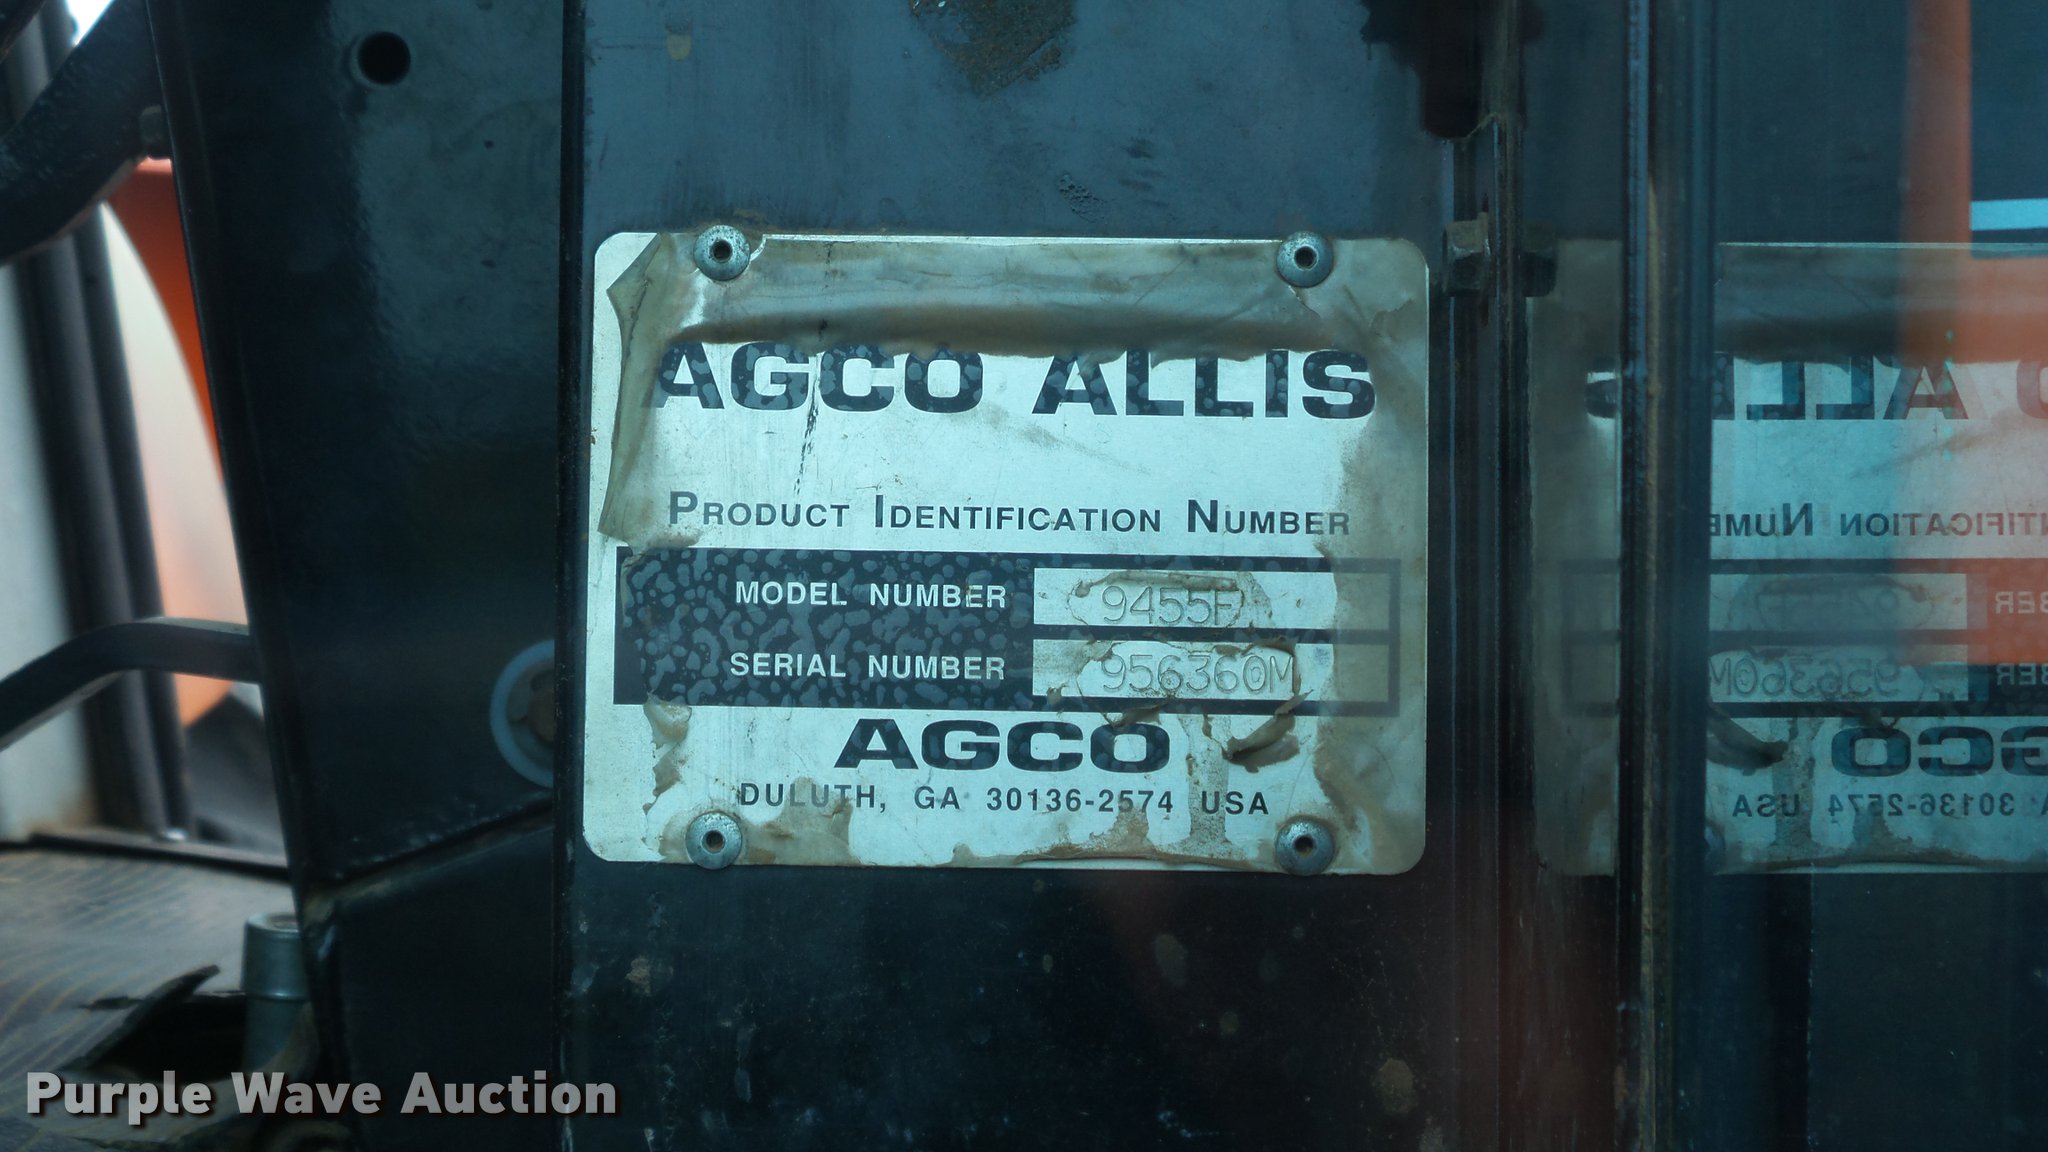 AGCO ALLIS
PRODUCT IDENTIFICATION NUMBER
MODEL NUMBER 9455F
SERIAL NUMBER 956360M
AGCO
DULUTH, GA 30136-2574 USA
Purple Wave Auction